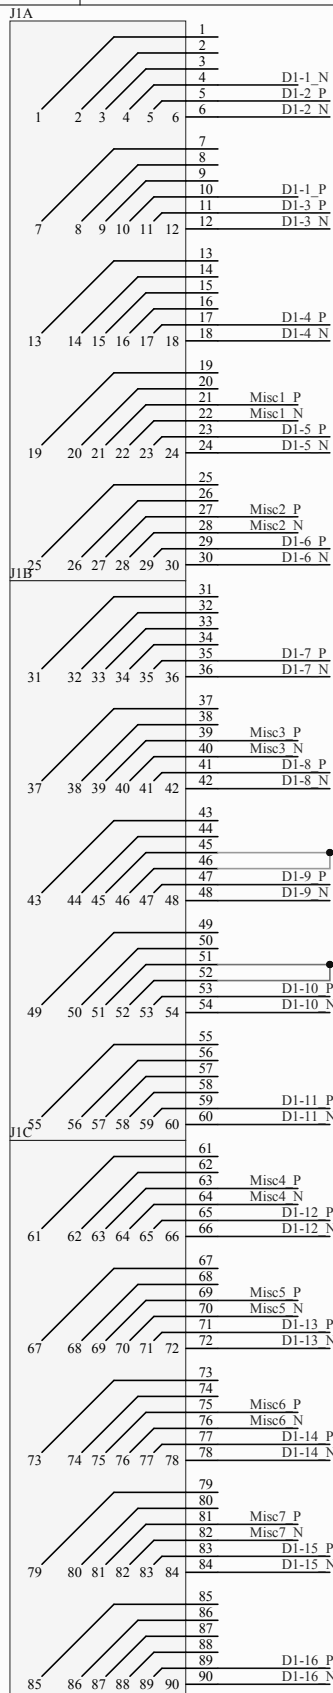 J1A
1
2
3
4 D1-1_N
5 D1-2_P
6 D1-2_N
1 2 3 4 5 6
7
8
9
10 D1-1_P
11 D1-3_P
12 D1-3_N
7 8 9 10 11 12
13
14
15
16
17 D1-4_P
18 D1-4_N
13 14 15 16 17 18
19
20
21 Misc1_P
22 Misc1_N
23 D1-5_P
24 D1-5_N
19 20 21 22 23 24
25
26
27 Misc2_P
28 Misc2_N
29 D1-6_P
30 D1-6_N
25 26 27 28 29 30
J1B
31
32
33
34
35 D1-7_P
36 D1-7_N
31 32 33 34 35 36
37
38
39 Misc3_P
40 Misc3_N
41 D1-8_P
42 D1-8_N
37 38 39 40 41 42
43
44
45
46
47 D1-9_P
48 D1-9_N
43 44 45 46 47 48
49
50
51
52
53 D1-10_P
54 D1-10_N
49 50 51 52 53 54
55
56
57
58
59 D1-11_P
60 D1-11_N
55 56 57 58 59 60
J1C
61
62
63 Misc4_P
64 Misc4_N
65 D1-12_P
66 D1-12_N
61 62 63 64 65 66
67
68
69 Misc5_P
70 Misc5_N
71 D1-13_P
72 D1-13_N
67 68 69 70 71 72
73
74
75 Misc6_P
76 Misc6_N
77 D1-14_P
78 D1-14_N
73 74 75 76 77 78
79
80
81 Misc7_P
82 Misc7_N
83 D1-15_P
84 D1-15_N
79 80 81 82 83 84
85
86
87
88
89 D1-16_P
90 D1-16_N
85 86 87 88 89 90